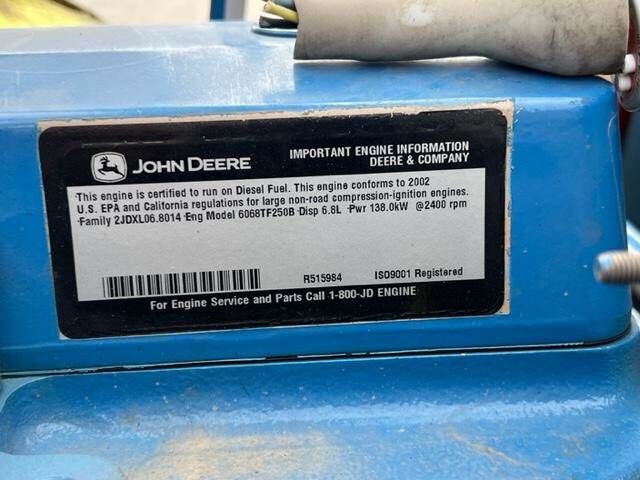 JOHN DEERE
IMPORTANT ENGINE INFORMATION
DEERE & COMPANY
This engine is certified to run on Diesel Fuel. This engine conforms to 2002
U.S. EPA and California regulations for large non-road compression-ignition engines.
Family 2JDXL06.8014 Eng Model 6068TF250B Disp 6.8L Pwr 138.0kW @2400 rpm
R515984 ISO9001 Registered
For Engine Service and Parts Call 1-800-JD ENGINE